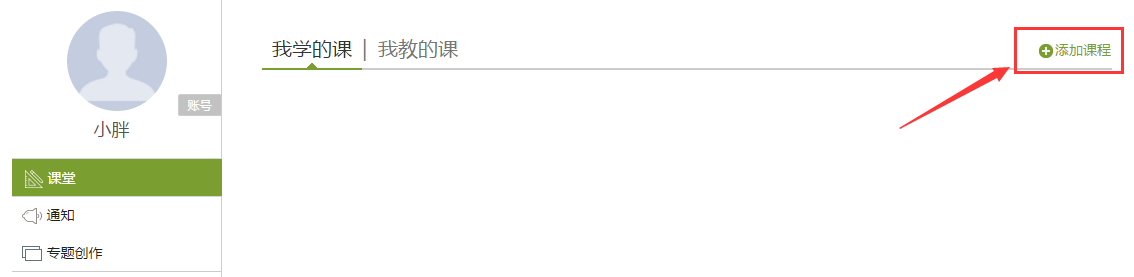 账号
小胖
课堂
通知
专题创作
我学的课 | 我教的课
添加课程